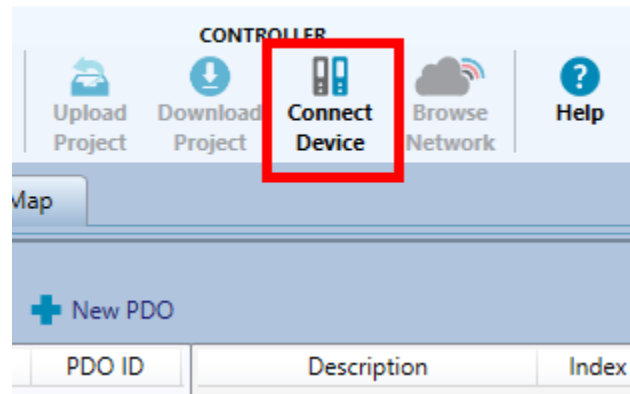 CONTROLLER
Upload Project
Download Project
Connect Device
Browse Network
? Help
Map
New PDO
PDO ID
Description
Index